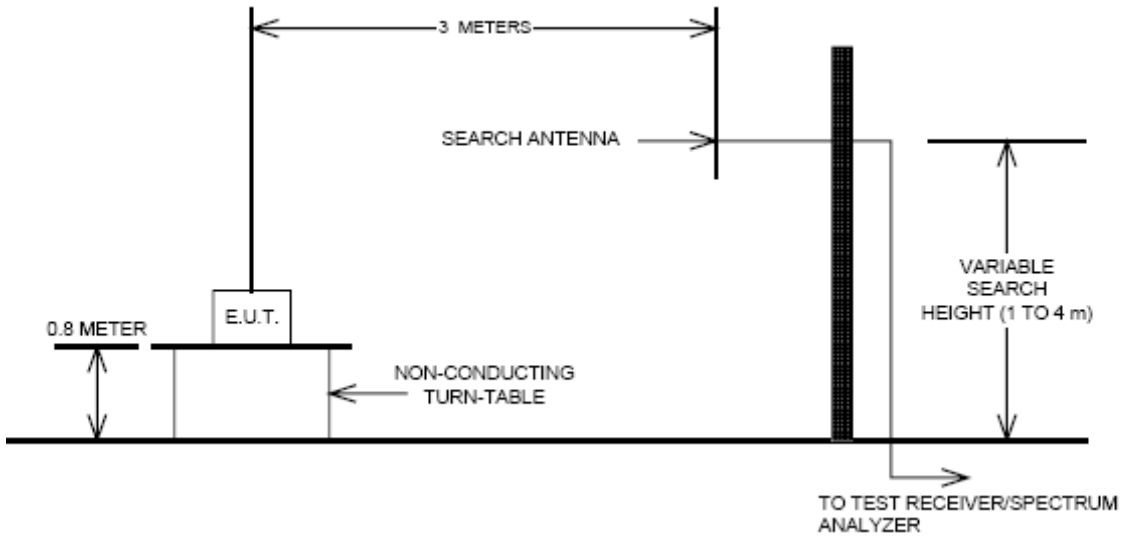 3 METERS
SEARCH ANTENNA
VARIABLE
SEARCH
HEIGHT (1 TO 4 m)
E.U.T.
0.8 METER
NON-CONDUCTING
TURN-TABLE
TO TEST RECEIVER/SPECTRUM
ANALYZER